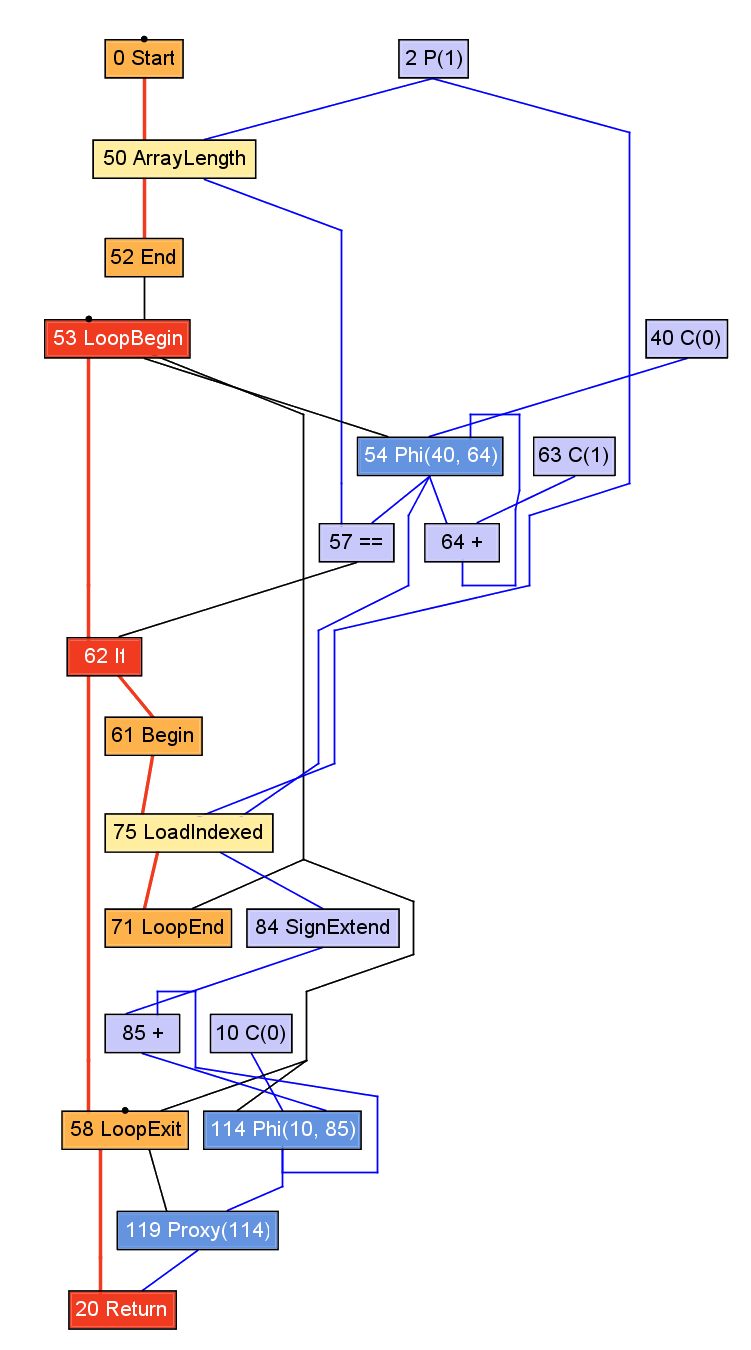 0 Start
2 P(1)
50 ArrayLength
52 End
53 LoopBegin
40 C(0)
54 Phi(40, 64)
63 C(1)
57 ==
64 +
62 If
61 Begin
75 LoadIndexed
71 LoopEnd
84 SignExtend
85 +
10 C(0)
58 LoopExit
114 Phi(10, 85)
119 Proxy(114)
20 Return